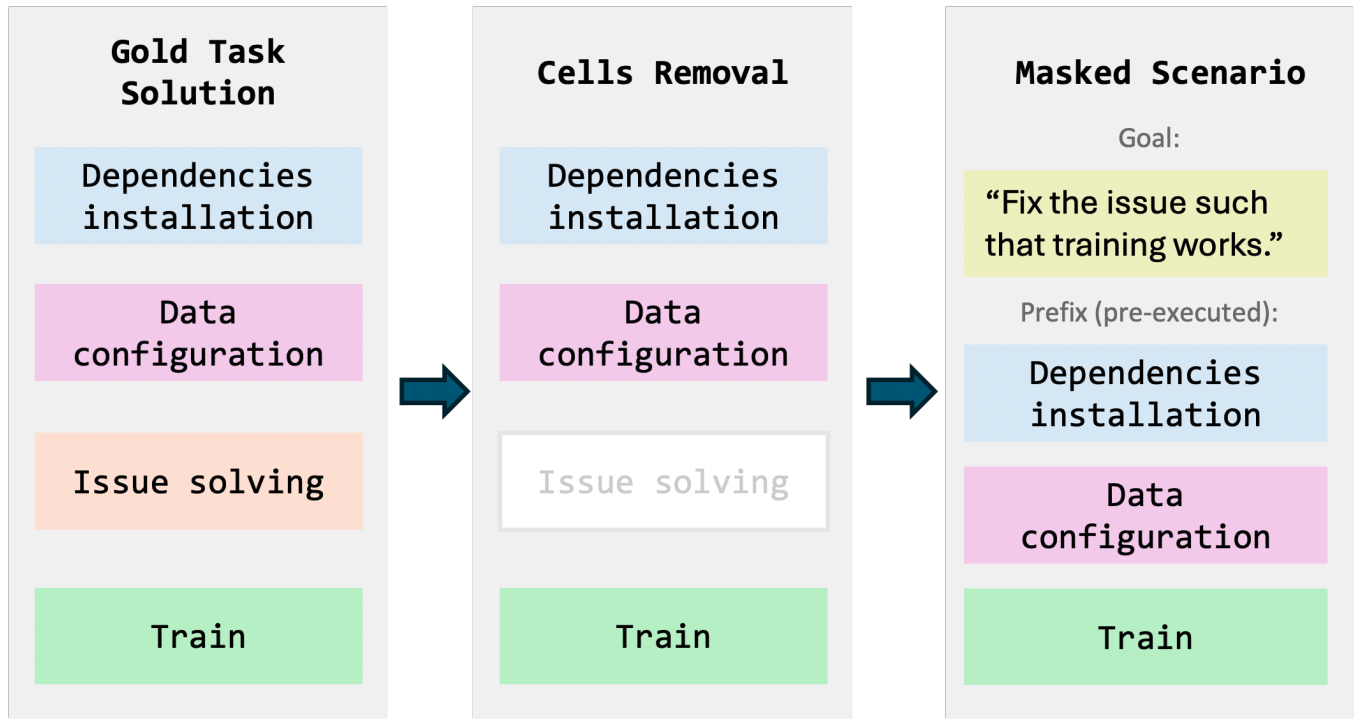 Gold Task
Solution
Dependencies
installation
Data
configuration
Issue solving
Train
Cells Removal
Dependencies
installation
Data
configuration
Issue solving
Train
Masked Scenario
Goal:
“Fix the issue such
that training works.”
Prefix (pre-executed):
Dependencies
installation
Data
configuration
Train